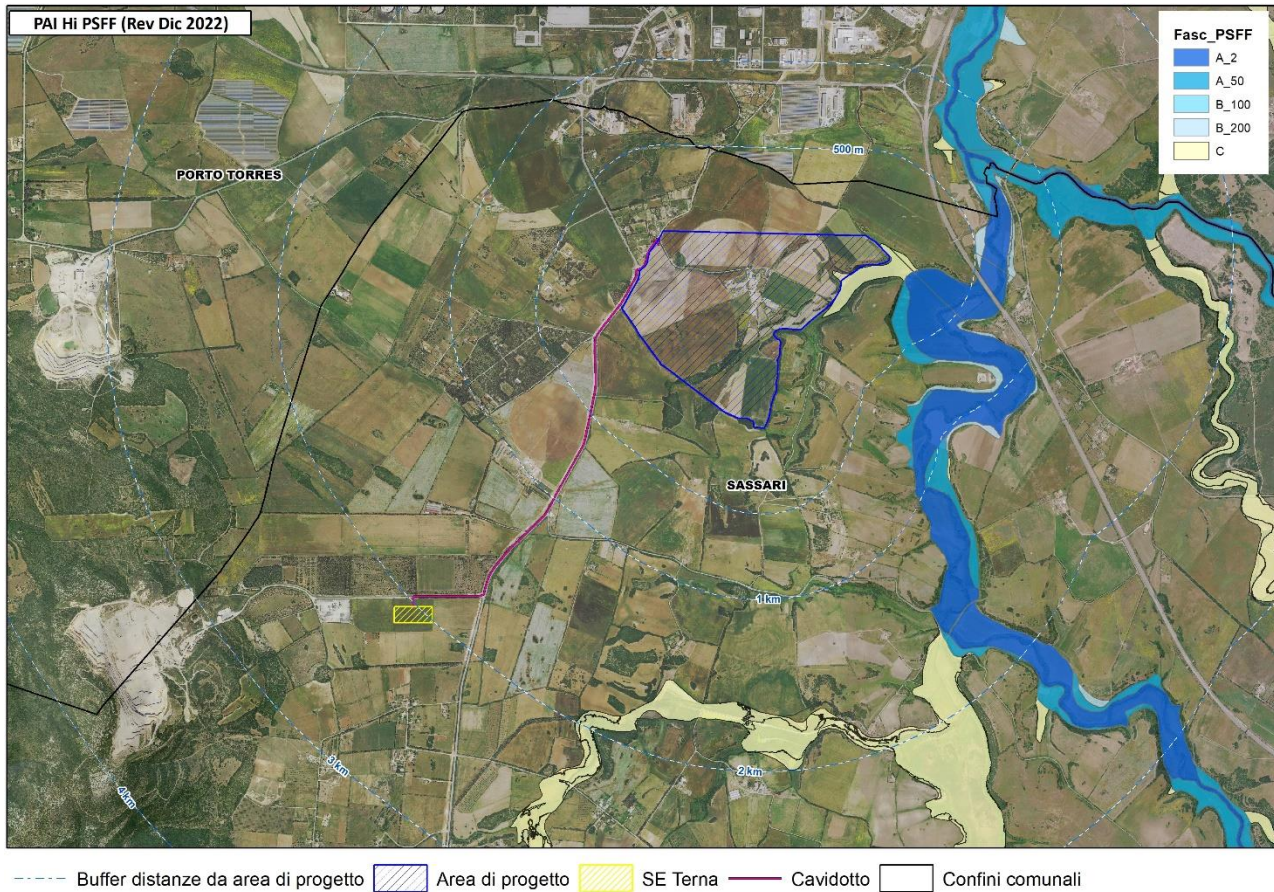 PAI Hi PSFF (Rev Dic 2022)
Fasc_PSFF
A_2
A_50
B_100
B_200
C
500 m
PORTO TORRES
SASSARI
1 km
2 km
3 km
4 km
Buffer distanze da area di progetto
Area di progetto
SE Terna
Cavidotto
Confini comunali